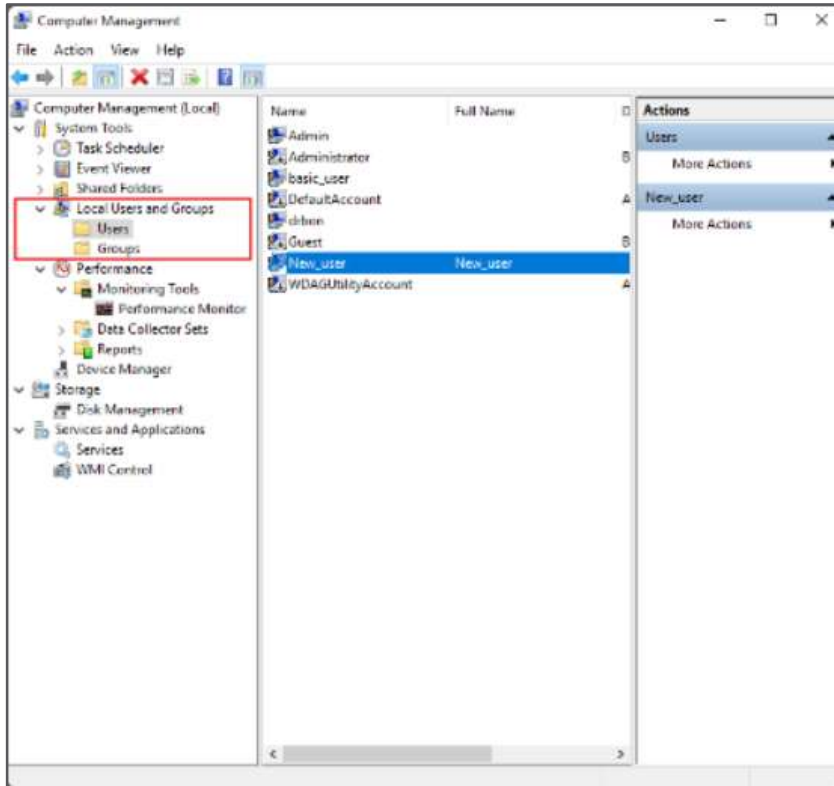 Computer Management
File Action View Help
Computer Management (Local)
System Tools
Task Scheduler
Event Viewer
Shared Folders
Local Users and Groups
Users
Groups
Performance
Monitoring Tools
Performance Monitor
Data Collector Sets
Reports
Device Manager
Storage
Disk Management
Services and Applications
Services
WMI Control
Name Full Name D
Admin
Administrator B
basic_user
DefaultAccount A
Guest B
New_user New_user
WDAGUtilityAccount A
Actions
Users
More Actions
New_user
More Actions